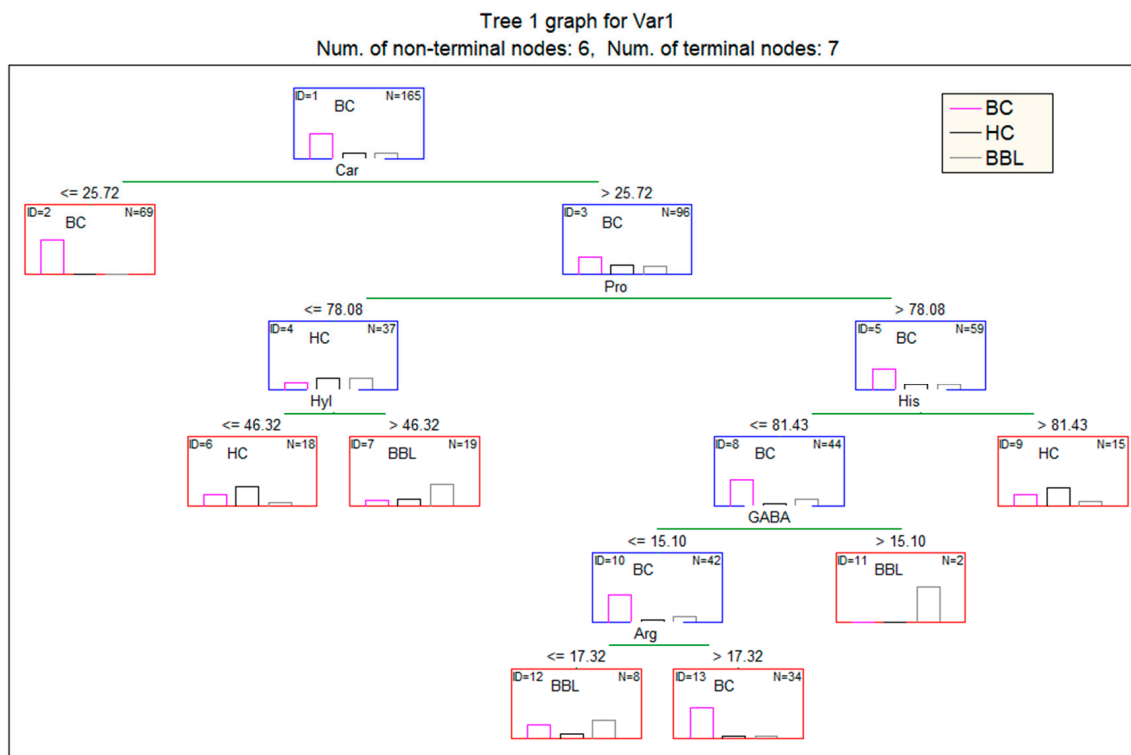 Tree 1 graph for Var1
Num. of non-terminal nodes: 6, Num. of terminal nodes: 7
ID=1 N=165
BC
BC
HC
BBL
Car
<= 25.72 > 25.72
ID=2 N=69
BC
ID=3 N=96
BC
Pro
<= 78.08 > 78.08
ID=4 N=37
HC
ID=5 N=59
BC
Hyl
His
<= 46.32 > 46.32
<= 81.43 > 81.43
ID=6 N=18
HC
ID=7 N=19
BBL
ID=8 N=44
BC
ID=9 N=15
HC
GABA
<= 15.10 > 15.10
ID=10 N=42
BC
ID=11 N=2
BBL
Arg
<= 17.32 > 17.32
ID=12 N=8
BBL
ID=13 N=34
BC